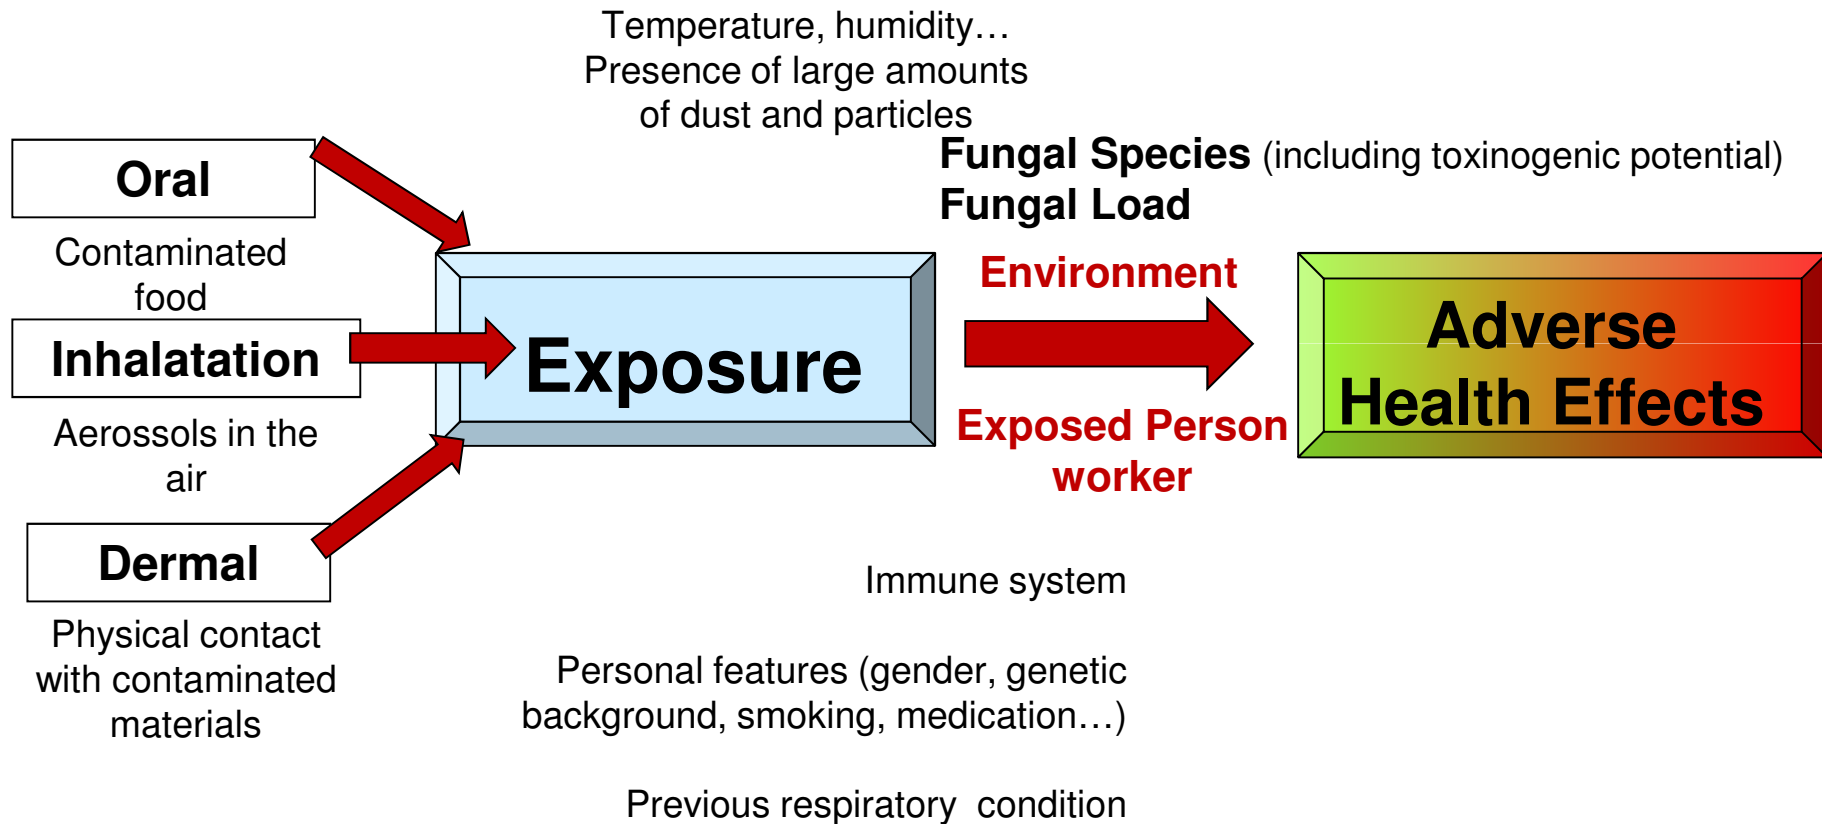 Temperature, humidity…
Presence of large amounts
of dust and particles
Fungal Species (including toxinogenic potential)
Fungal Load
Oral
Contaminated
food
Inhalatation
Aerossols in the
air
Dermal
Physical contact
with contaminated
materials
Exposure
Environment
Exposed Person
worker
Adverse
Health Effects
Immune system
Personal features (gender, genetic
background, smoking, medication…)
Previous respiratory condition